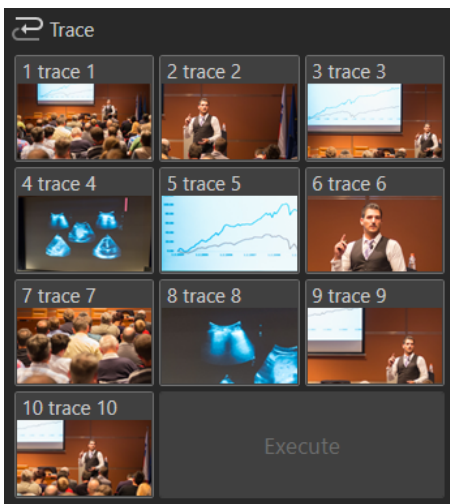 Trace
1 trace 1
2 trace 2
3 trace 3
4 trace 4
5 trace 5
6 trace 6
7 trace 7
8 trace 8
9 trace 9
10 trace 10
Execute